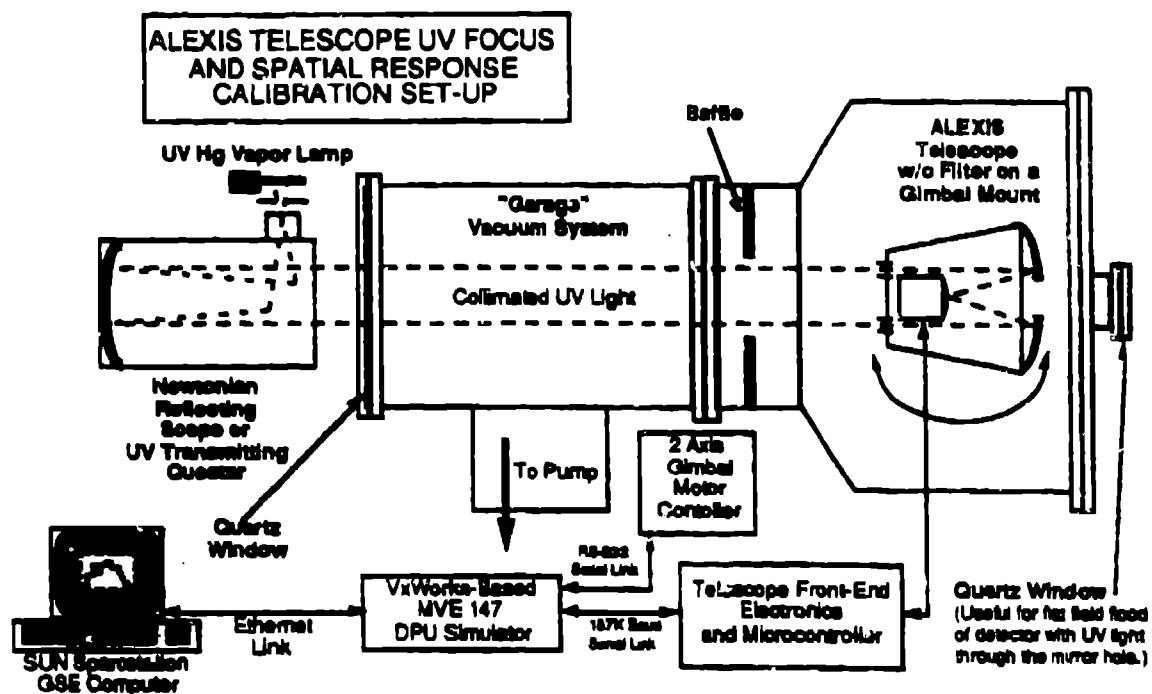 ALEXIS TELESCOPE UV FOCUS
AND SPATIAL RESPONSE
CALIBRATION SET-UP
UV Hg Vapor Lamp
Baffle
ALEXIS
Telescope
w/o Filter on a
Gimbal Mount
"Garage"
Vacuum System
Collimated UV Light
Newtonian
Reflecting
Scope or
UV Transmitting
Questar
To Pump
2 Axis
Gimbal
Motor
Contoller
Quartz
Window
RS-232
Serial Link
VxWorks-Based
MVE 147
DPU Simulator
Ethernet
Link
Serial Link
Telescope Front-End
Electronics
and Microcontroller
Quartz Window
(Useful for flat field flood
of detector with UV light
through the mirror hole.)
SUN Sparcstation
GSE Computer